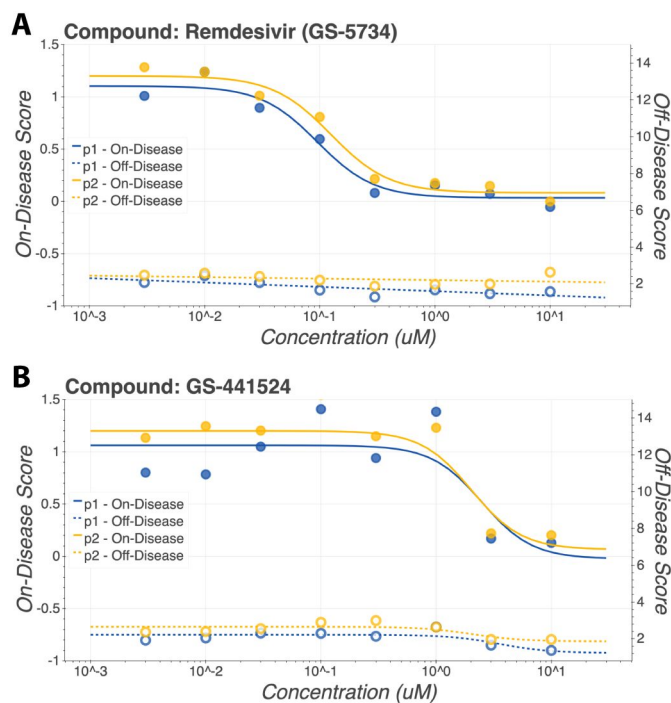 A
Compound: Remdesivir (GS-5734)
1.5
1
0.5
0
-0.5
-1
On-Disease Score
p1 - On-Disease
p1 - Off-Disease
p2 - On-Disease
p2 - Off-Disease
14
12
10
8
6
4
2
Off-Disease Score
10^-3
10^-2
10^-1
10^0
10^1
Concentration (uM)
B
Compound: GS-441524
1.5
1
0.5
0
-0.5
-1
On-Disease Score
p1 - On-Disease
p1 - Off-Disease
p2 - On-Disease
p2 - Off-Disease
14
12
10
8
6
4
2
Off-Disease Score
10^-3
10^-2
10^-1
10^0
10^1
Concentration (uM)